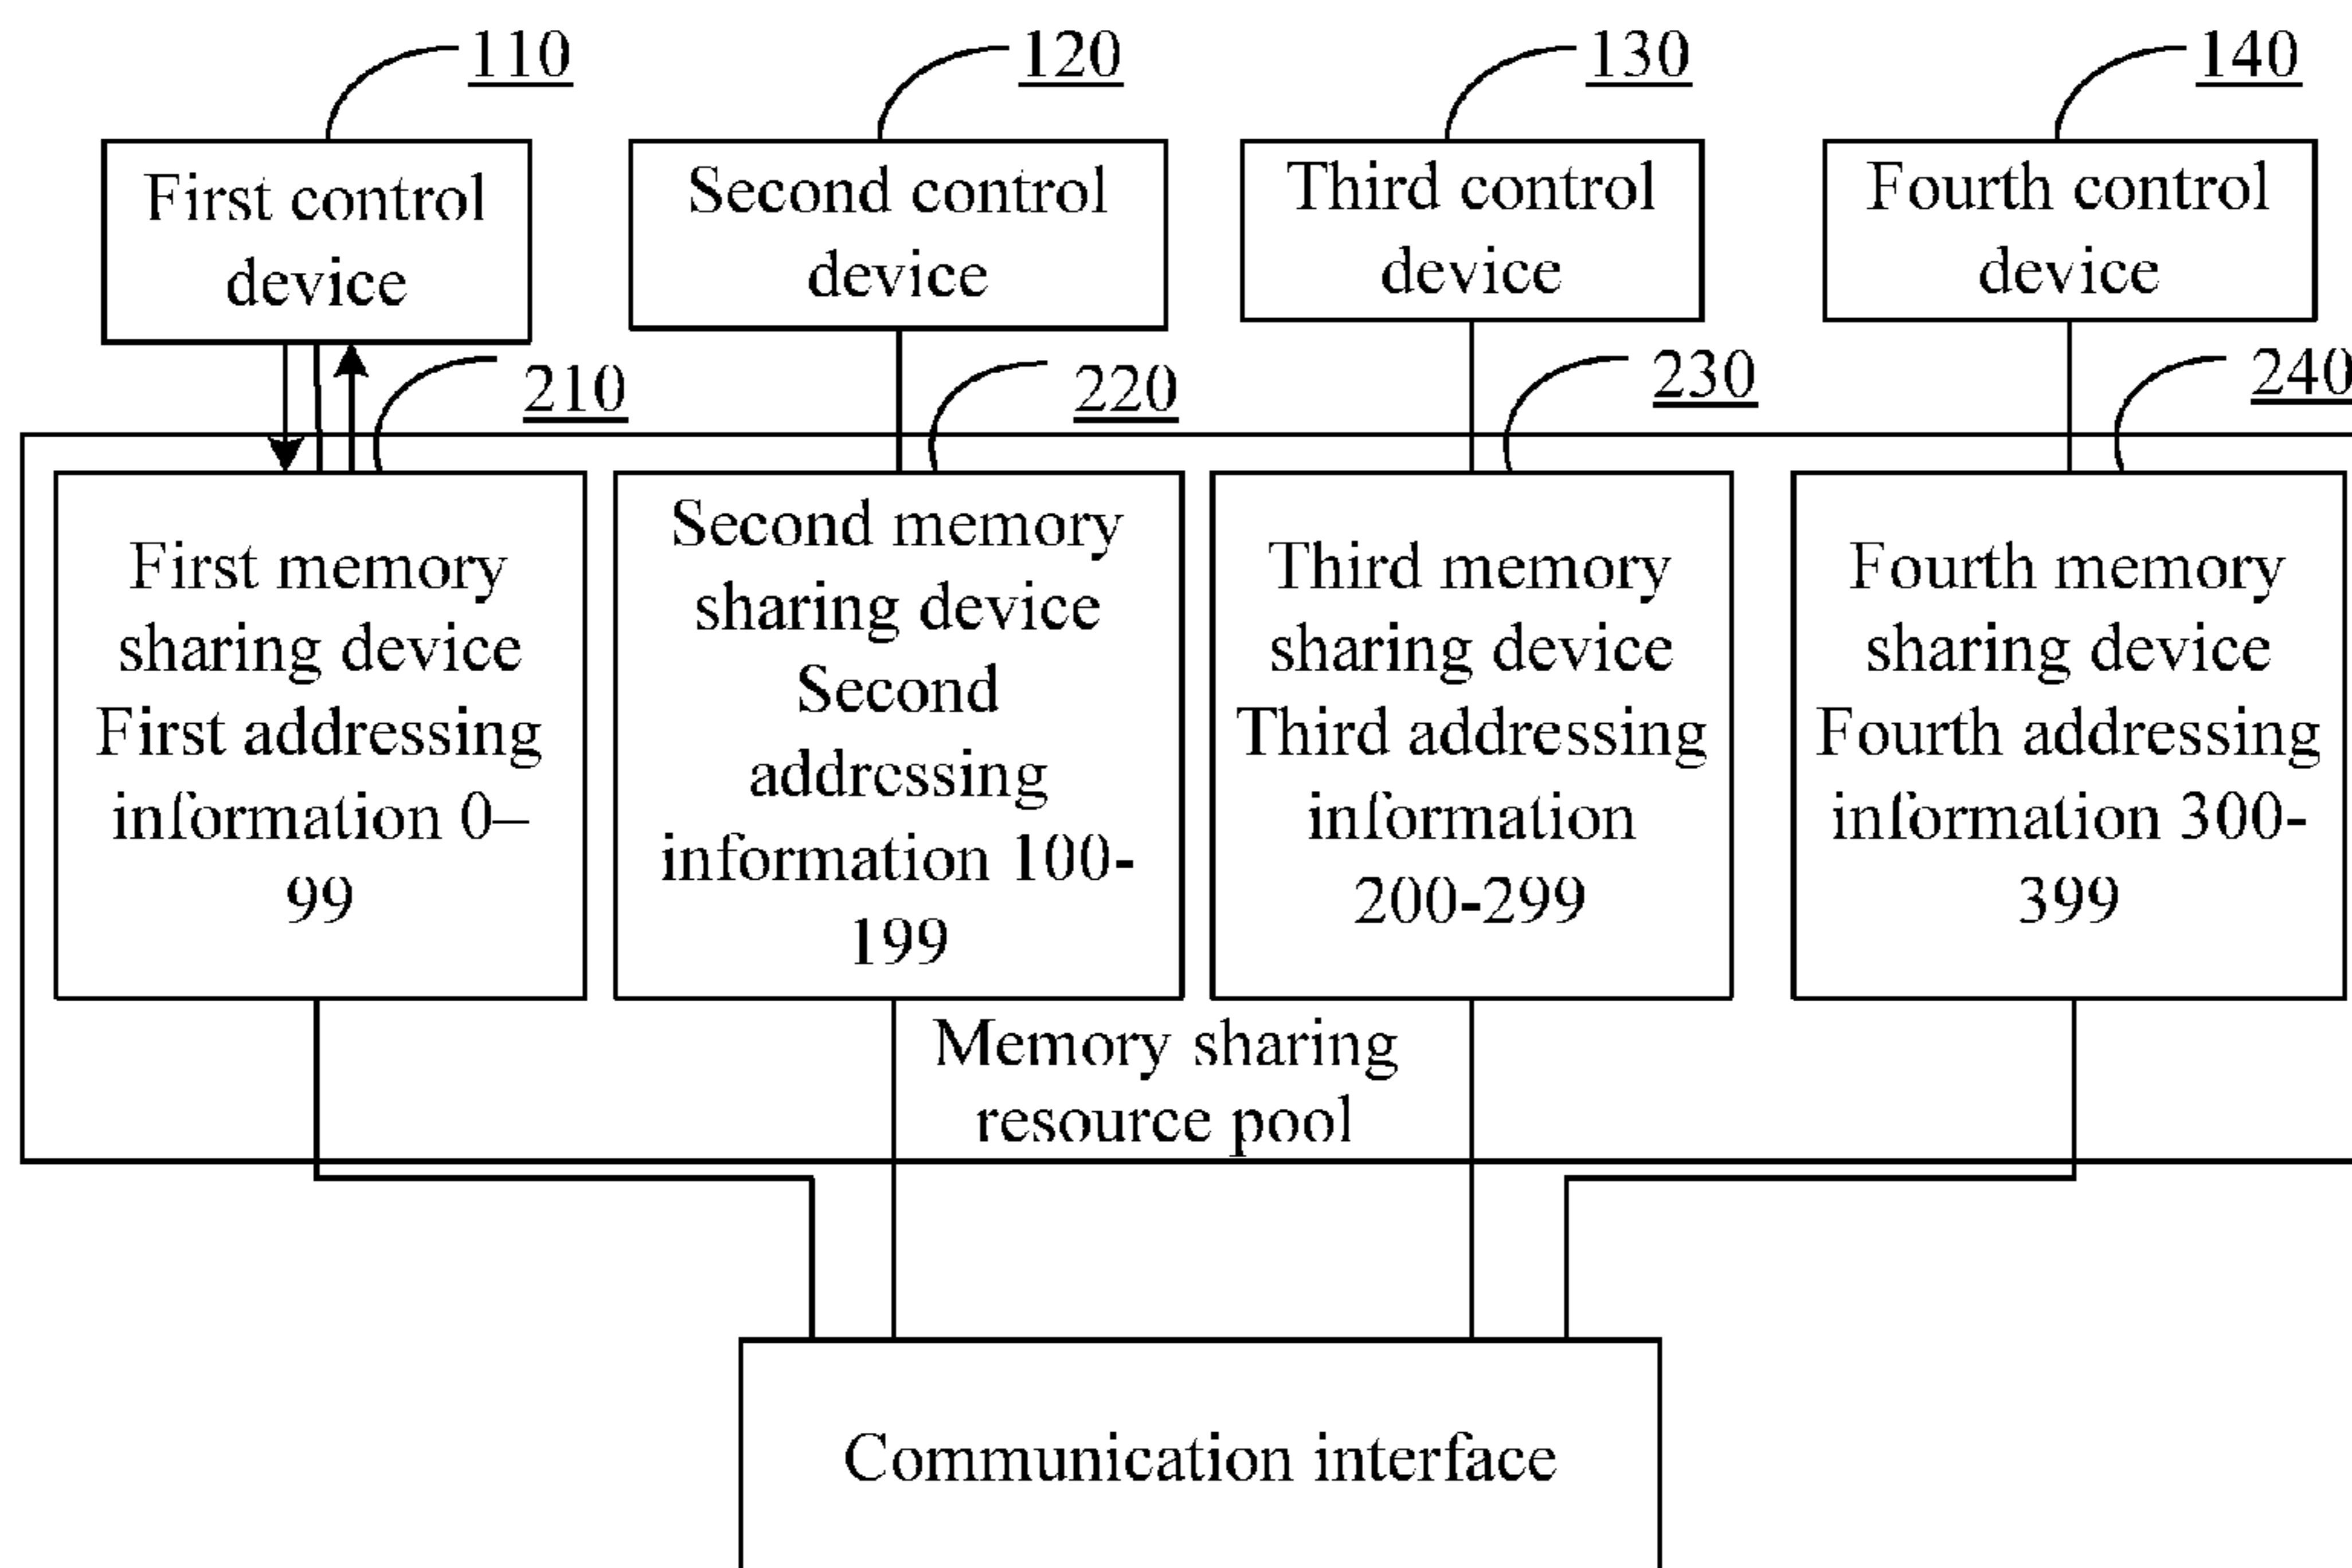 110
120
130
140
First control
device
Second control
device
Third control
device
Fourth control
device
210
220
230
240
First memory
sharing device
First addressing
information 0–
99
Second memory
sharing device
Second
addressing
information 100-
199
Third memory
sharing device
Third addressing
information
200-299
Fourth memory
sharing device
Fourth addressing
information 300-
399
Memory sharing
resource pool
Communication interface